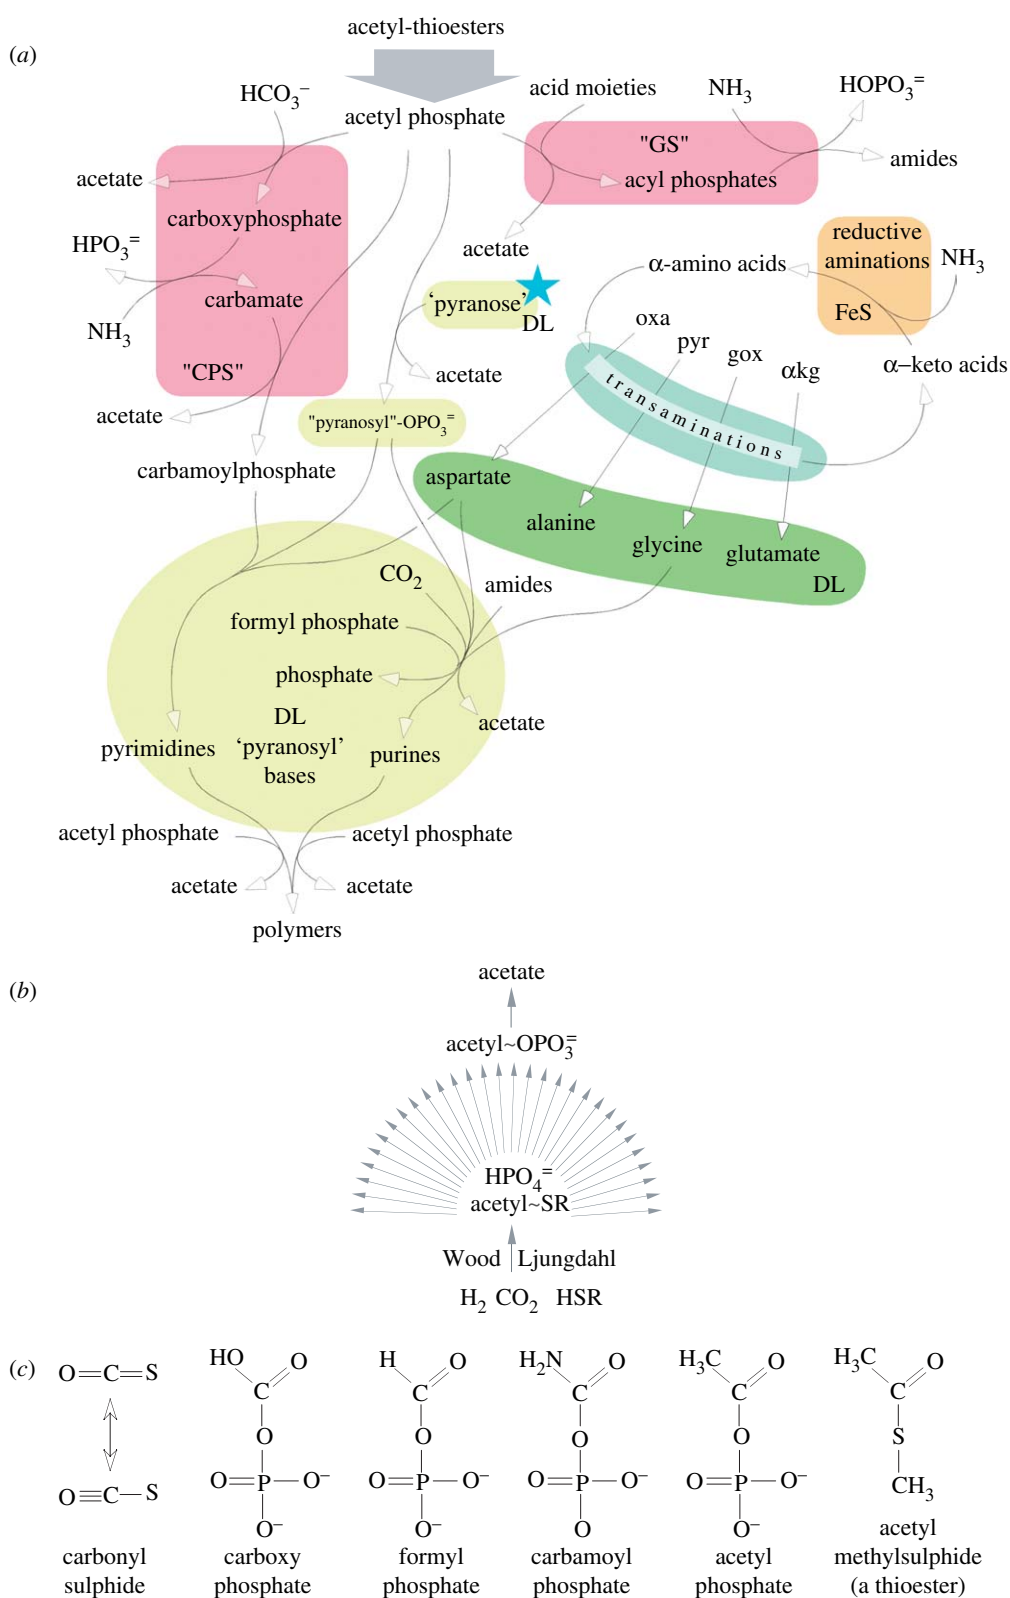 (a)
acetyl-thioesters
HCO₃⁻
acetyl phosphate
acid moieties
NH₃
HOPO₃⁼
"GS"
acetate
acyl phosphates
amides
carboxyphosphate
HPO₃⁼
acetate
α-amino acids
reductive
aminations
NH₃
carbamate
'pyranose'
DL
FeS
NH₃
oxa
pyr
gox
αkg
α−keto acids
"CPS"
acetate
transaminations
acetate
"pyranosyl"-OPO₃⁼
carbamoylphosphate
aspartate
alanine
glycine
glutamate
DL
CO₂
amides
formyl phosphate
phosphate
DL
'pyranosyl'
bases
acetate
pyrimidines
purines
acetyl phosphate
acetyl phosphate
acetate
acetate
polymers
(b)
acetate
acetyl~OPO₃⁼
HPO₄⁼
acetyl~SR
Wood Ljungdahl
H₂ CO₂ HSR
(c)
O=C=S
O≡C–S
carbonyl
sulphide
HO O
C
O
O=P–O⁻
O⁻
carboxy
phosphate
H O
C
O
O=P–O⁻
O⁻
formyl
phosphate
H₂N O
C
O
O=P–O⁻
O
carbamoyl
phosphate
H₃C O
C
O
O=P–O⁻
O⁻
acetyl
phosphate
H₃C O
C
S
CH₃
acetyl
methylsulphide
(a thioester)